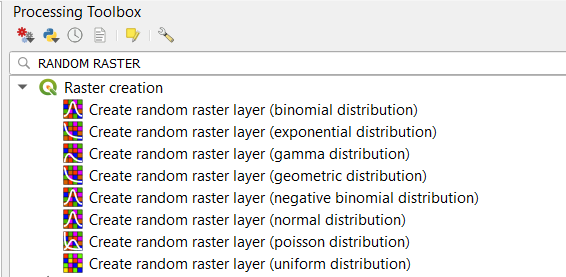 Processing Toolbox
RANDOM RASTER
Raster creation
Create random raster layer (binomial distribution)
Create random raster layer (exponential distribution)
Create random raster layer (gamma distribution)
Create random raster layer (geometric distribution)
Create random raster layer (negative binomial distribution)
Create random raster layer (normal distribution)
Create random raster layer (poisson distribution)
Create random raster layer (uniform distribution)